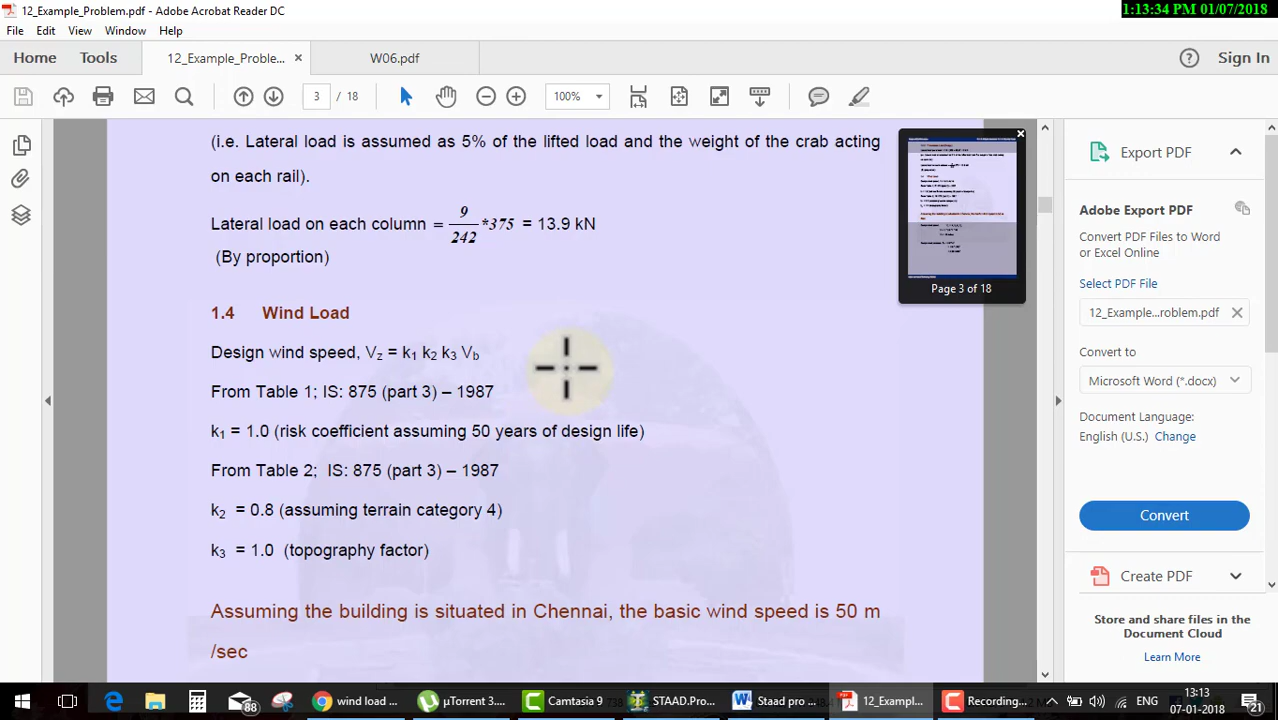 12_Example_Problem.pdf - Adobe Acrobat Reader DC
1:13:34 PM 01/07/2018
File Edit View Window Help
Home Tools 12_Example_Proble... × W06.pdf Sign In
3 / 18 100%
(i.e. Lateral load is assumed as 5% of the lifted load and the weight of the crab acting
on each rail).
Lateral load on each column = 9/242 *375 = 13.9 kN
(By proportion)
1.4 Wind Load
Design wind speed, Vz = k1 k2 k3 Vb
From Table 1; IS: 875 (part 3) – 1987
k1 = 1.0 (risk coefficient assuming 50 years of design life)
From Table 2; IS: 875 (part 3) – 1987
k2 = 0.8 (assuming terrain category 4)
k3 = 1.0 (topography factor)
Assuming the building is situated in Chennai, the basic wind speed is 50 m
/sec
Page 3 of 18
Export PDF
Adobe Export PDF
Convert PDF Files to Word
or Excel Online
Select PDF File
12_Example...roblem.pdf
Convert to
Microsoft Word (*.docx)
Document Language:
English (U.S.) Change
Convert
Create PDF
Store and share files in the
Document Cloud
Learn More
88 wind load ... µTorrent 3.... Camtasia 9 STAAD.Pro... Staad pro ... 12_Exampl... Recording... ENG 13:13
07-01-2018 21